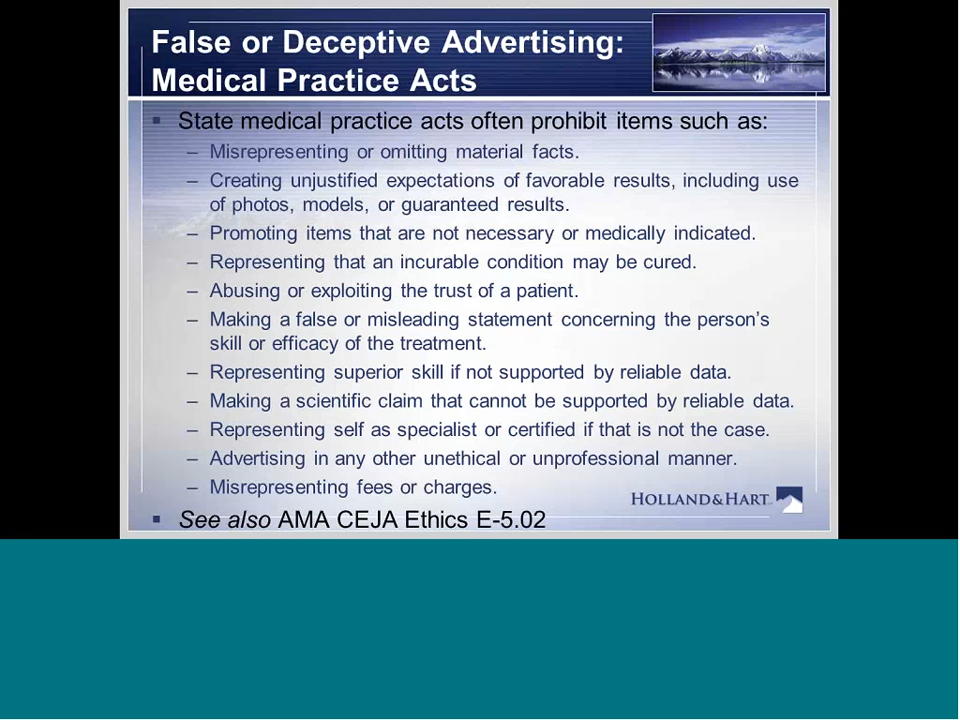 False or Deceptive Advertising:
Medical Practice Acts
▪ State medical practice acts often prohibit items such as:
– Misrepresenting or omitting material facts.
– Creating unjustified expectations of favorable results, including use
of photos, models, or guaranteed results.
– Promoting items that are not necessary or medically indicated.
– Representing that an incurable condition may be cured.
– Abusing or exploiting the trust of a patient.
– Making a false or misleading statement concerning the person’s
skill or efficacy of the treatment.
– Representing superior skill if not supported by reliable data.
– Making a scientific claim that cannot be supported by reliable data.
– Representing self as specialist or certified if that is not the case.
– Advertising in any other unethical or unprofessional manner.
– Misrepresenting fees or charges.
HOLLAND&HART
▪ See also AMA CEJA Ethics E-5.02